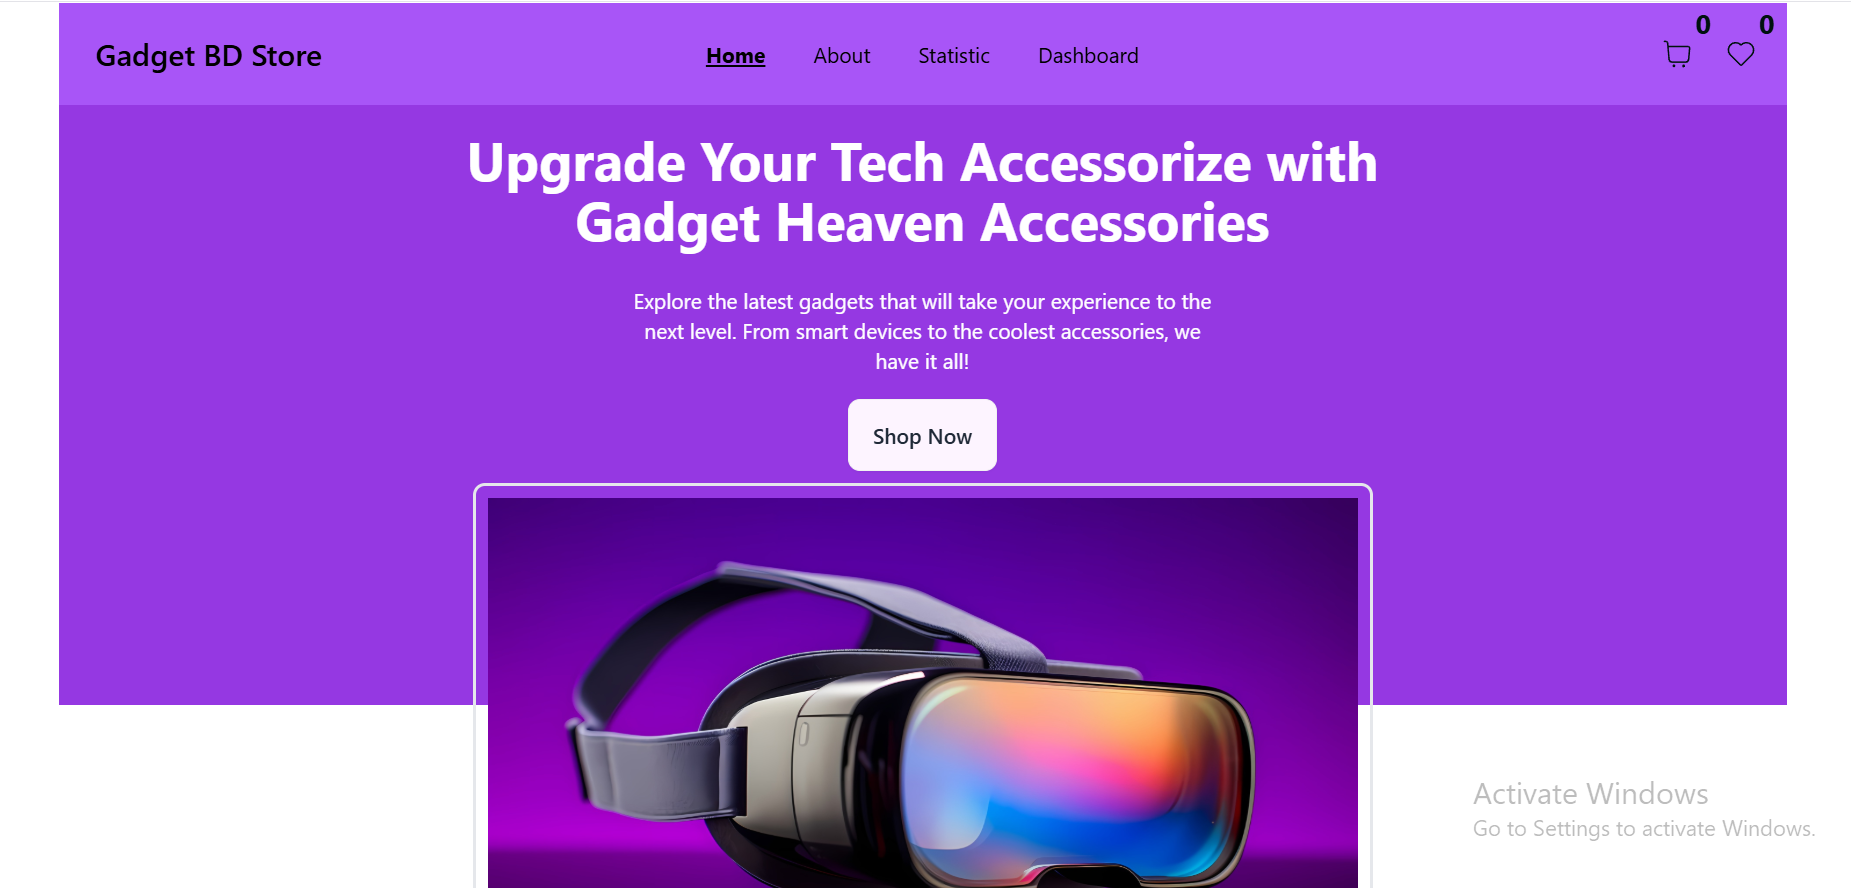 Gadget BD Store
Home
About
Statistic
Dashboard
0
0
Upgrade Your Tech Accessorize with
Gadget Heaven Accessories
Explore the latest gadgets that will take your experience to the
next level. From smart devices to the coolest accessories, we
have it all!
Shop Now
Activate Windows
Go to Settings to activate Windows.